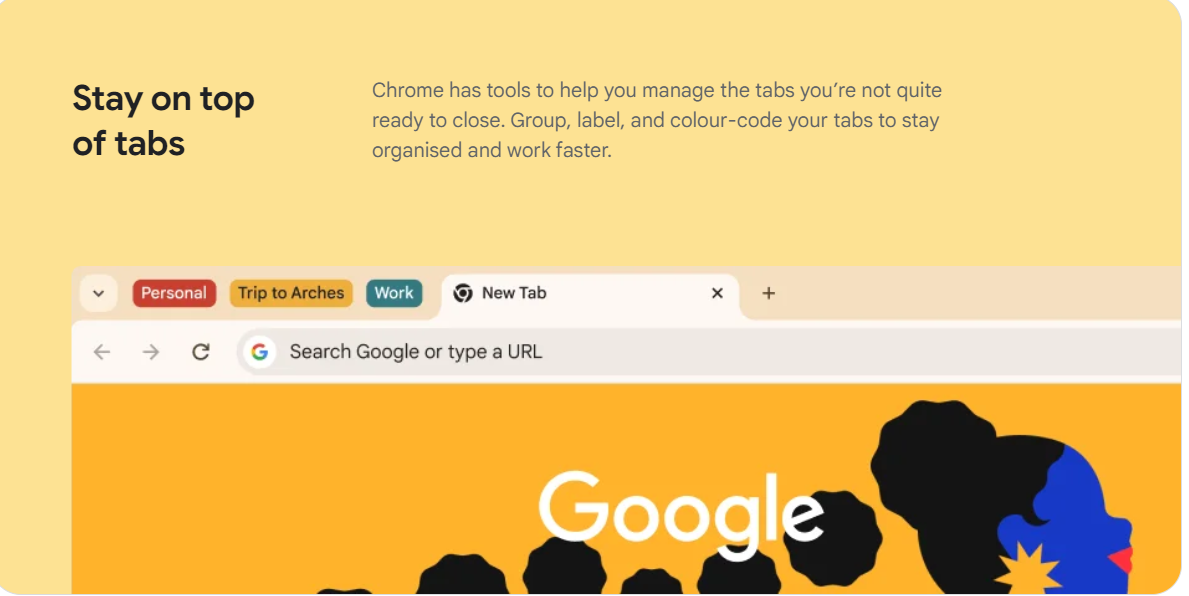 Stay on top
of tabs
Chrome has tools to help you manage the tabs you’re not quite
ready to close. Group, label, and colour-code your tabs to stay
organised and work faster.
Personal Trip to Arches Work New Tab
Search Google or type a URL
Google